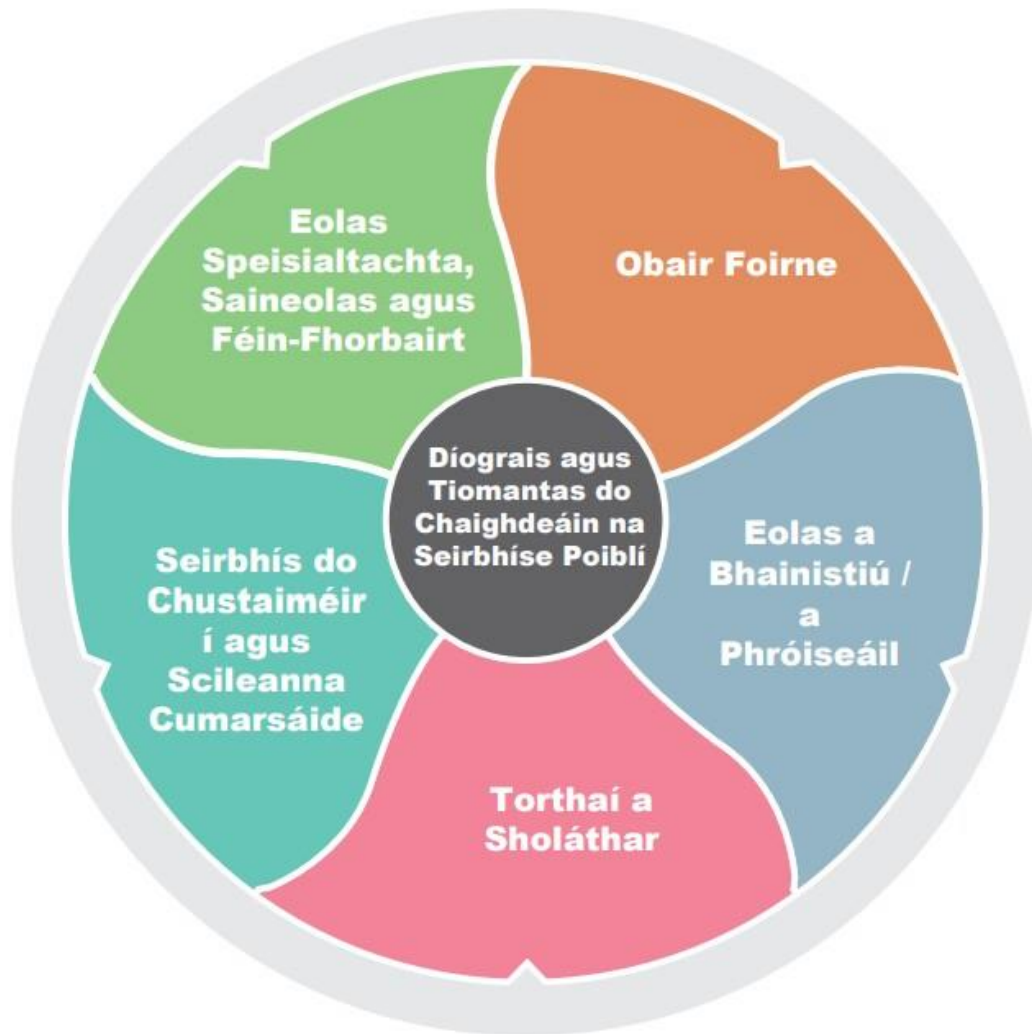 Eolas
Speisialtachta,
Saineolas agus
Féin-Fhorbairt
Obair Foirne
Díograis agus
Tiomantas do
Chaighdeáin na
Seirbhíse Poiblí
Eolas a
Bhainistiú /
a
Phróiseáil
Seirbhís do
Chustaiméir
í agus
Scileanna
Cumarsáide
Torthaí a
Sholáthar